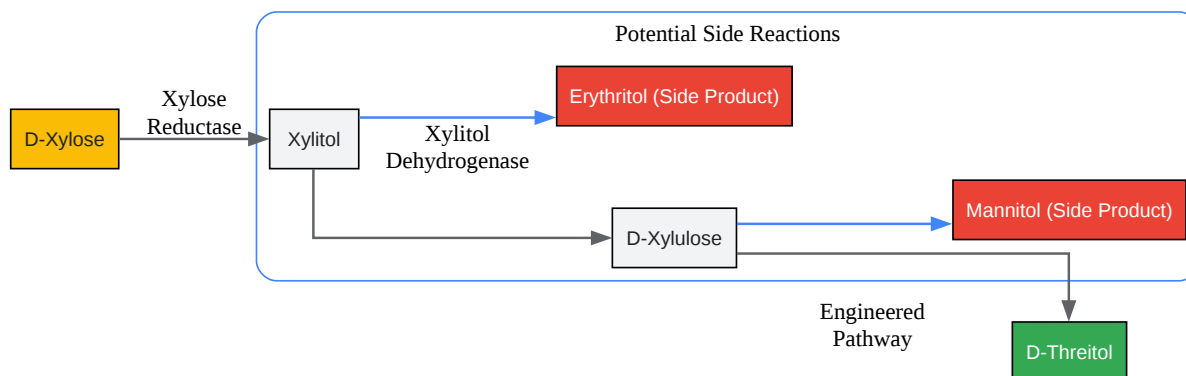 Potential Side Reactions
Erythritol (Side Product)
Xylose
Reductase
D-Xylose
Xylitol
Xylitol
Dehydrogenase
Mannitol (Side Product)
D-Xylulose
Engineered
Pathway
D-Threitol